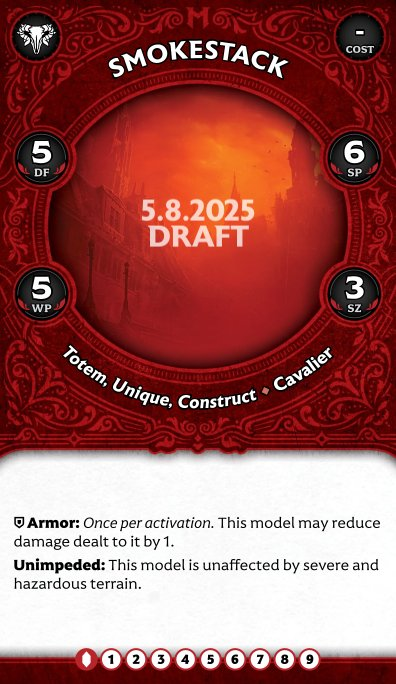 SMOKESTACK
-
COST
5
DF
6
SP
5.8.2025
DRAFT
5
WP
3
SZ
Totem, Unique, Construct • Cavalier
Armor: Once per activation. This model may reduce
damage dealt to it by 1.
Unimpeded: This model is unaffected by severe and
hazardous terrain.
1 2 3 4 5 6 7 8 9